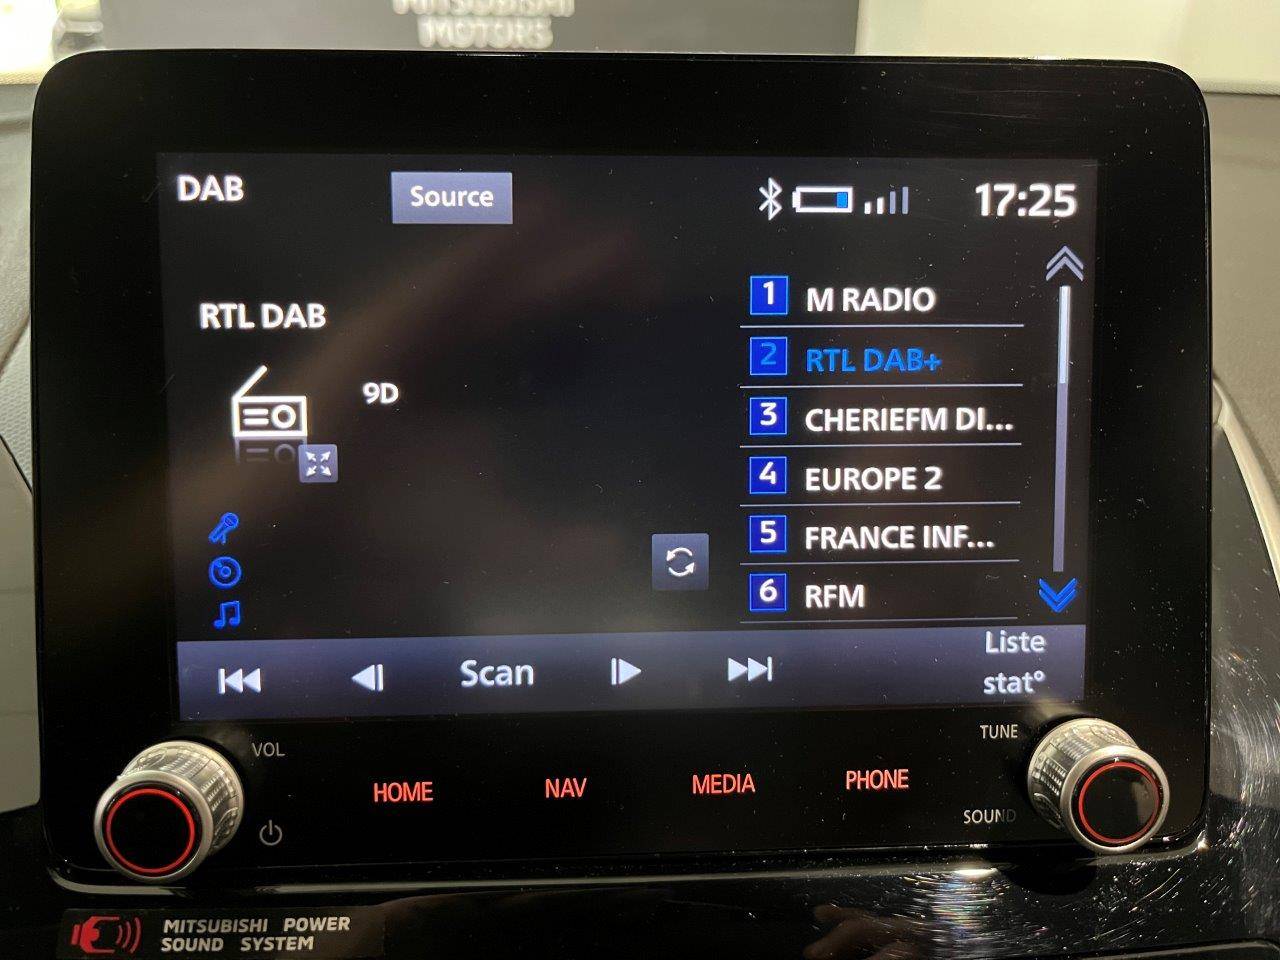 MITSUBISHI
MOTORS
DAB
Source
17:25
RTL DAB
9D
1 M RADIO
2 RTL DAB+
3 CHERIEFM DI...
4 EUROPE 2
5 FRANCE INF...
6 RFM
Scan
Liste
stat°
VOL
TUNE
HOME
NAV
MEDIA
PHONE
SOUND
MITSUBISHI POWER
SOUND SYSTEM